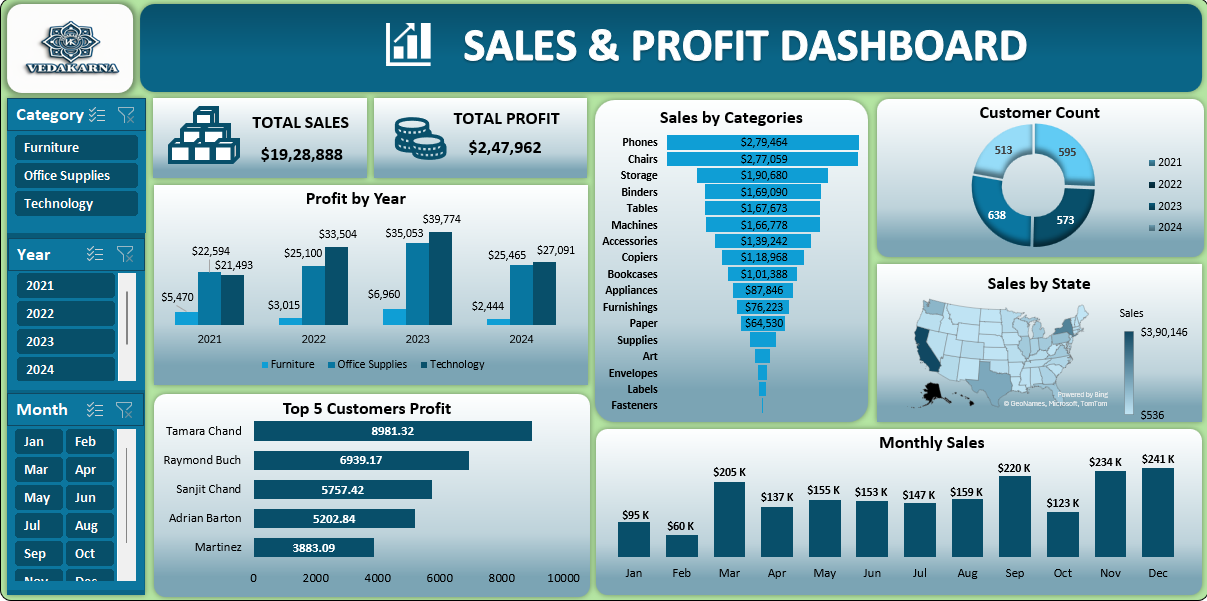 VEDAKARNA
SALES & PROFIT DASHBOARD
Category
Furniture
Office Supplies
Technology
Year
2021
2022
2023
2024
Month
Jan Feb
Mar Apr
May Jun
Jul Aug
Sep Oct
Nov Dec
TOTAL SALES
$19,28,888
TOTAL PROFIT
$2,47,962
Profit by Year
$5,470 $22,594 $21,493
$3,015 $25,100 $33,504
$6,960 $35,053 $39,774
$2,444 $25,465 $27,091
2021 2022 2023 2024
Furniture Office Supplies Technology
Top 5 Customers Profit
Tamara Chand 8981.32
Raymond Buch 6939.17
Sanjit Chand 5757.42
Adrian Barton 5202.84
Martinez 3883.09
0 2000 4000 6000 8000 10000
Sales by Categories
Phones $2,79,464
Chairs $2,77,059
Storage $1,90,680
Binders $1,69,090
Tables $1,67,673
Machines $1,66,778
Accessories $1,39,242
Copiers $1,18,968
Bookcases $1,01,388
Appliances $87,846
Furnishings $76,223
Paper $64,530
Supplies
Art
Envelopes
Labels
Fasteners
Customer Count
513 595
638 573
2021
2022
2023
2024
Sales by State
Sales
$3,90,146
$536
Powered by Bing
© GeoNames, Microsoft, TomTom
Monthly Sales
$95 K $60 K $205 K $137 K $155 K $153 K $147 K $159 K $220 K $123 K $234 K $241 K
Jan Feb Mar Apr May Jun Jul Aug Sep Oct Nov Dec